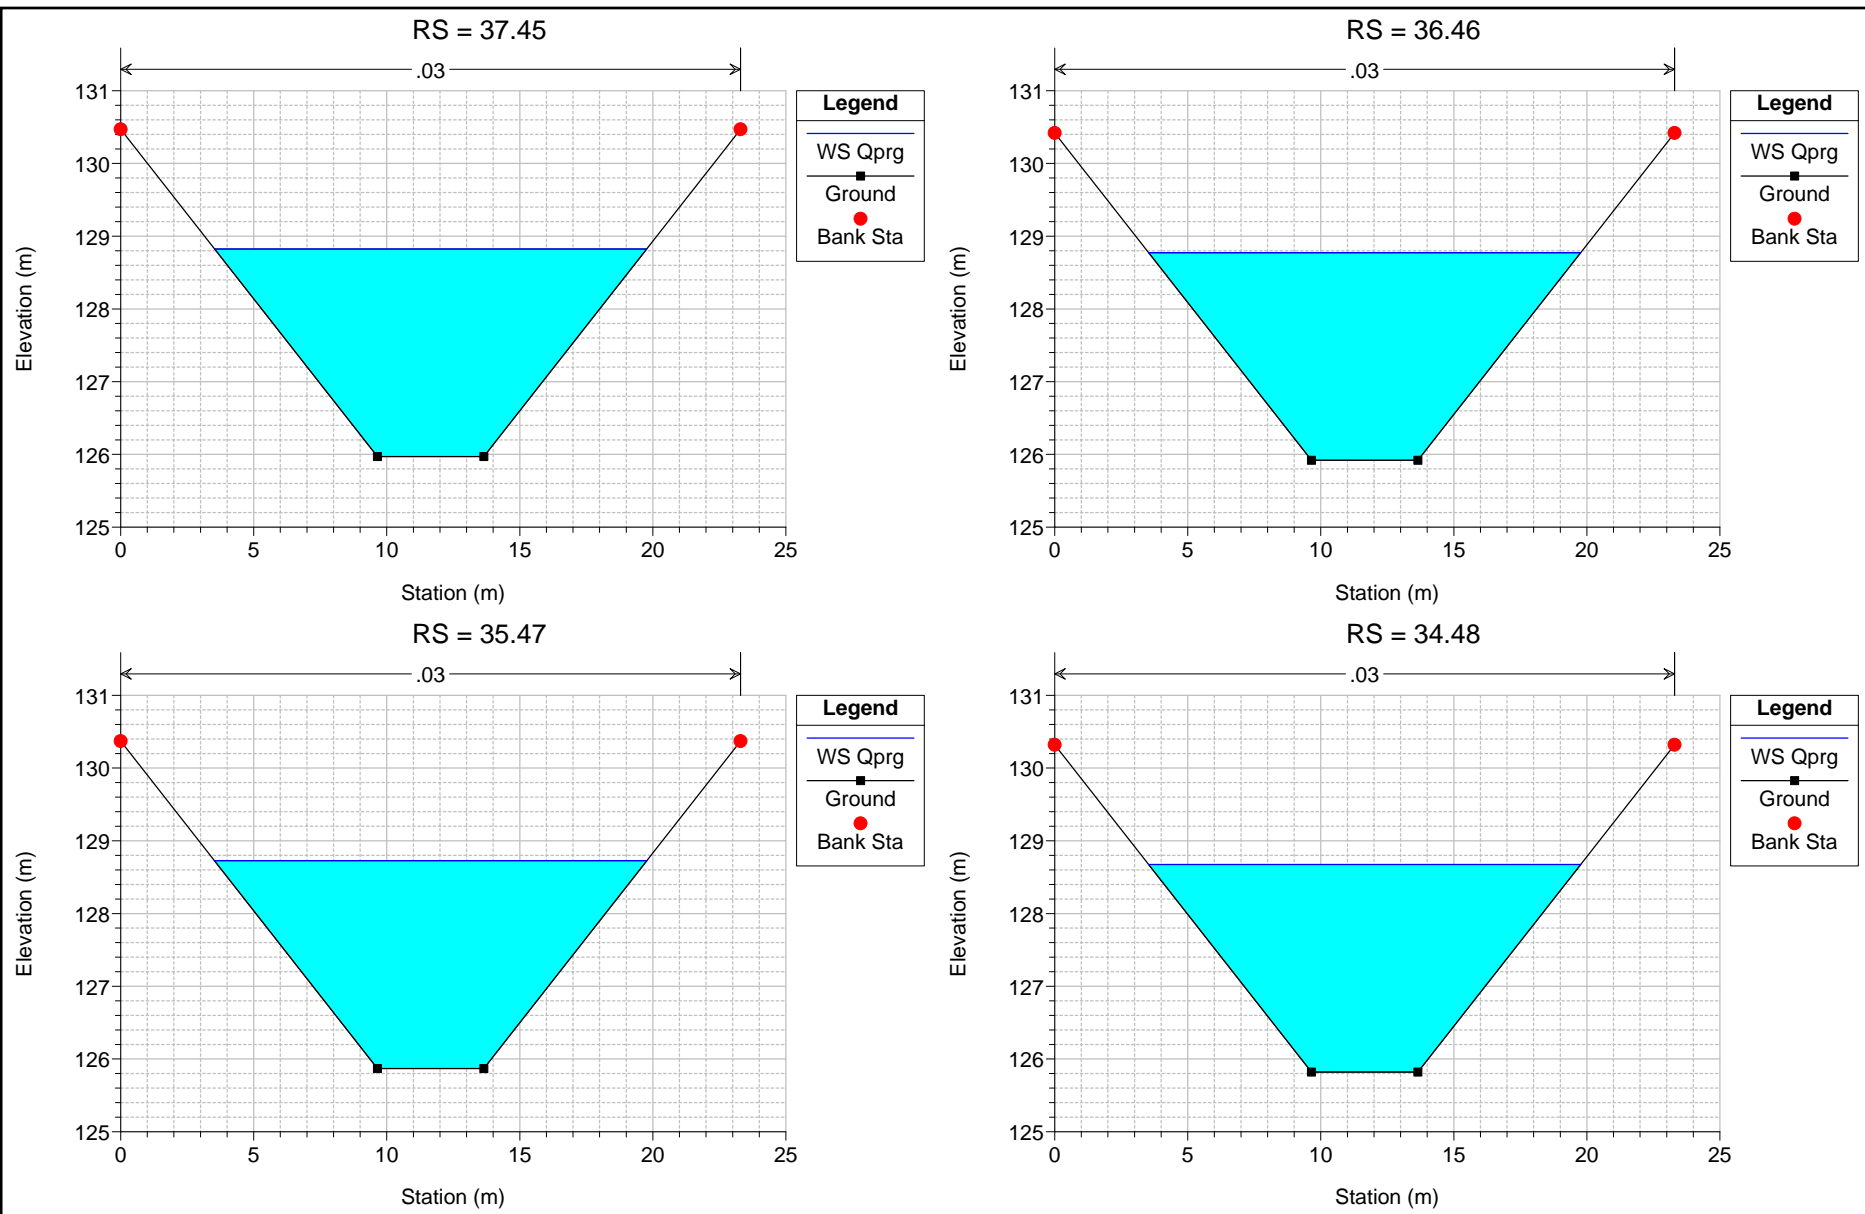 RS = 37.45
.03
131
130
129
128
127
126
125
0 5 10 15 20 25
Elevation (m)
Station (m)
Legend
WS Qprg
Ground
Bank Sta
RS = 36.46
.03
131
130
129
128
127
126
125
0 5 10 15 20 25
Elevation (m)
Station (m)
Legend
WS Qprg
Ground
Bank Sta
RS = 35.47
.03
131
130
129
128
127
126
125
0 5 10 15 20 25
Elevation (m)
Station (m)
Legend
WS Qprg
Ground
Bank Sta
RS = 34.48
.03
131
130
129
128
127
126
125
0 5 10 15 20 25
Elevation (m)
Station (m)
Legend
WS Qprg
Ground
Bank Sta